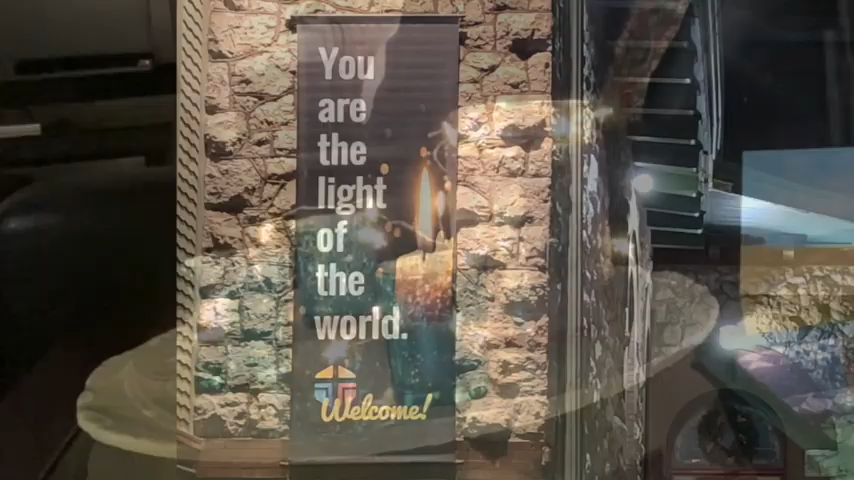 You
are
the
light
of
the
world.
Welcome!